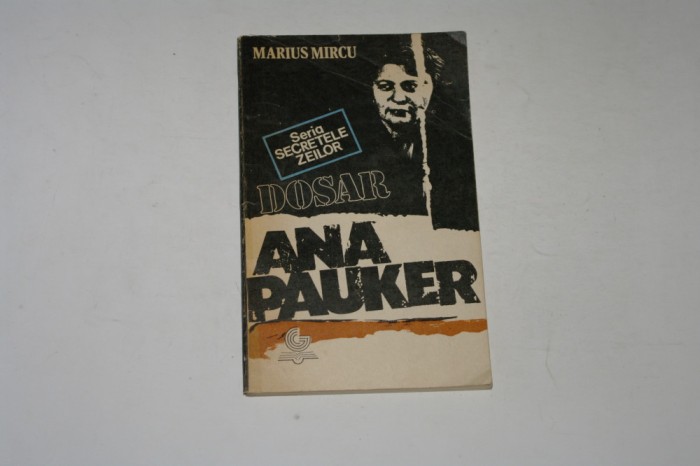 MARIUS MIRCU
Seria
SECRETELE
ZEILOR
DOSAR
ANA
PAUKER